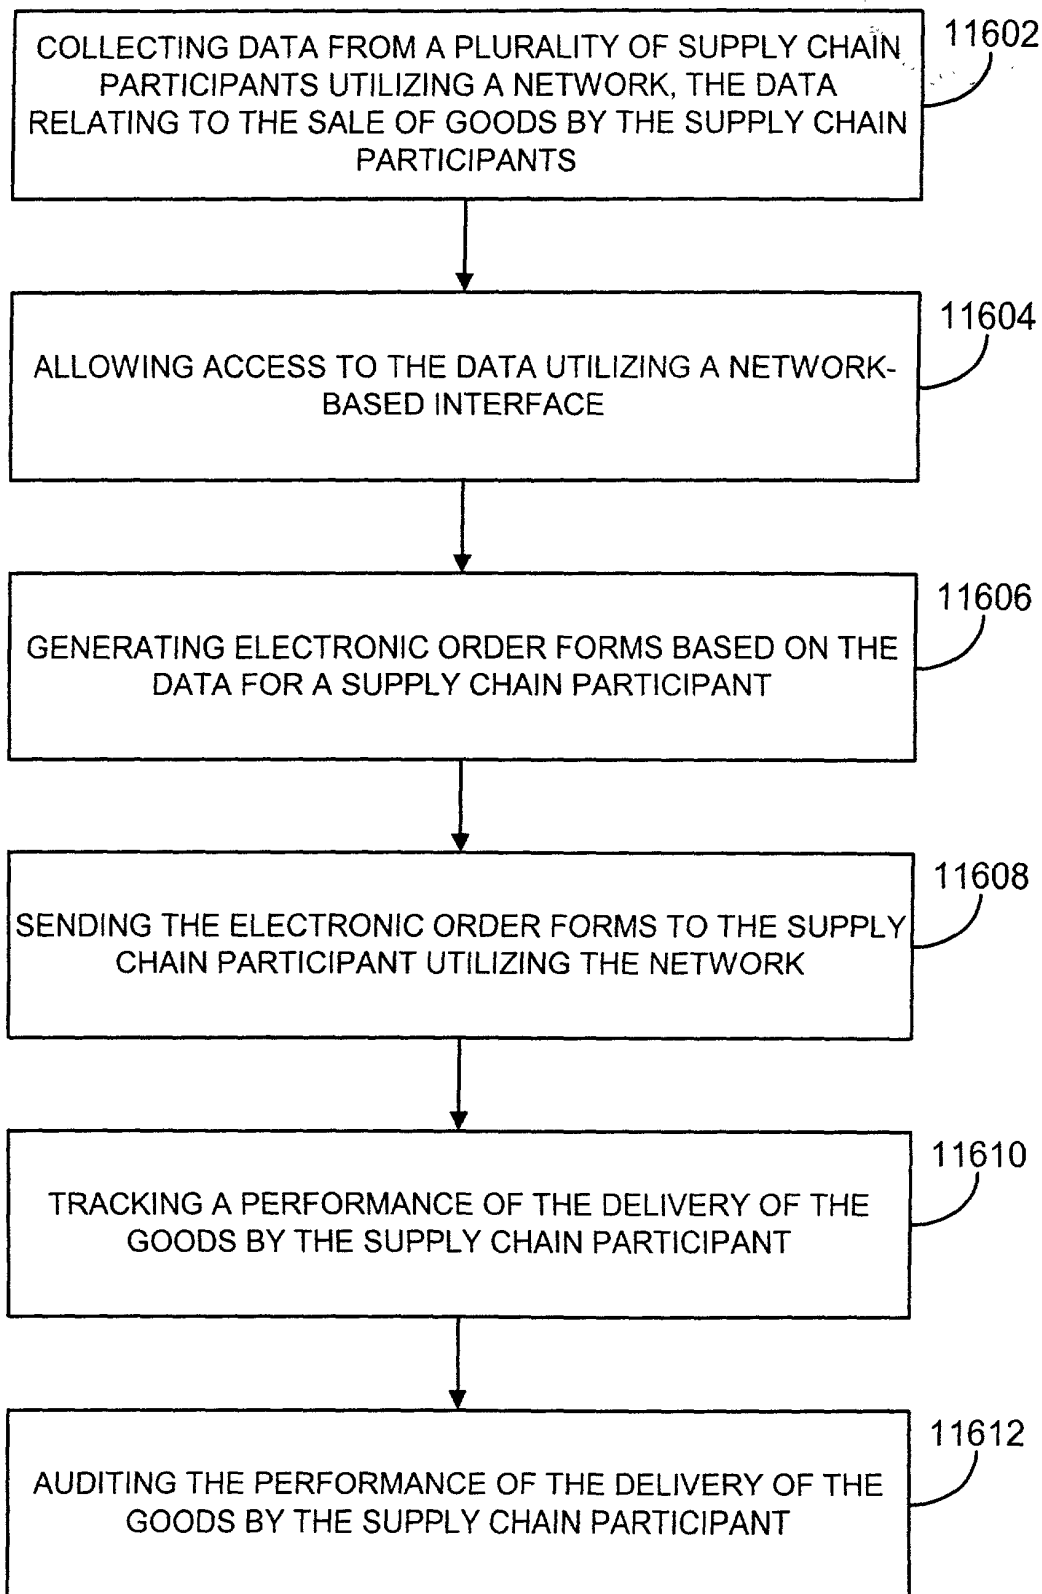 COLLECTING DATA FROM A PLURALITY OF SUPPLY CHAIN
PARTICIPANTS UTILIZING A NETWORK, THE DATA
RELATING TO THE SALE OF GOODS BY THE SUPPLY CHAIN
PARTICIPANTS
11602
ALLOWING ACCESS TO THE DATA UTILIZING A NETWORK-
BASED INTERFACE
11604
GENERATING ELECTRONIC ORDER FORMS BASED ON THE
DATA FOR A SUPPLY CHAIN PARTICIPANT
11606
SENDING THE ELECTRONIC ORDER FORMS TO THE SUPPLY
CHAIN PARTICIPANT UTILIZING THE NETWORK
11608
TRACKING A PERFORMANCE OF THE DELIVERY OF THE
GOODS BY THE SUPPLY CHAIN PARTICIPANT
11610
AUDITING THE PERFORMANCE OF THE DELIVERY OF THE
GOODS BY THE SUPPLY CHAIN PARTICIPANT
11612